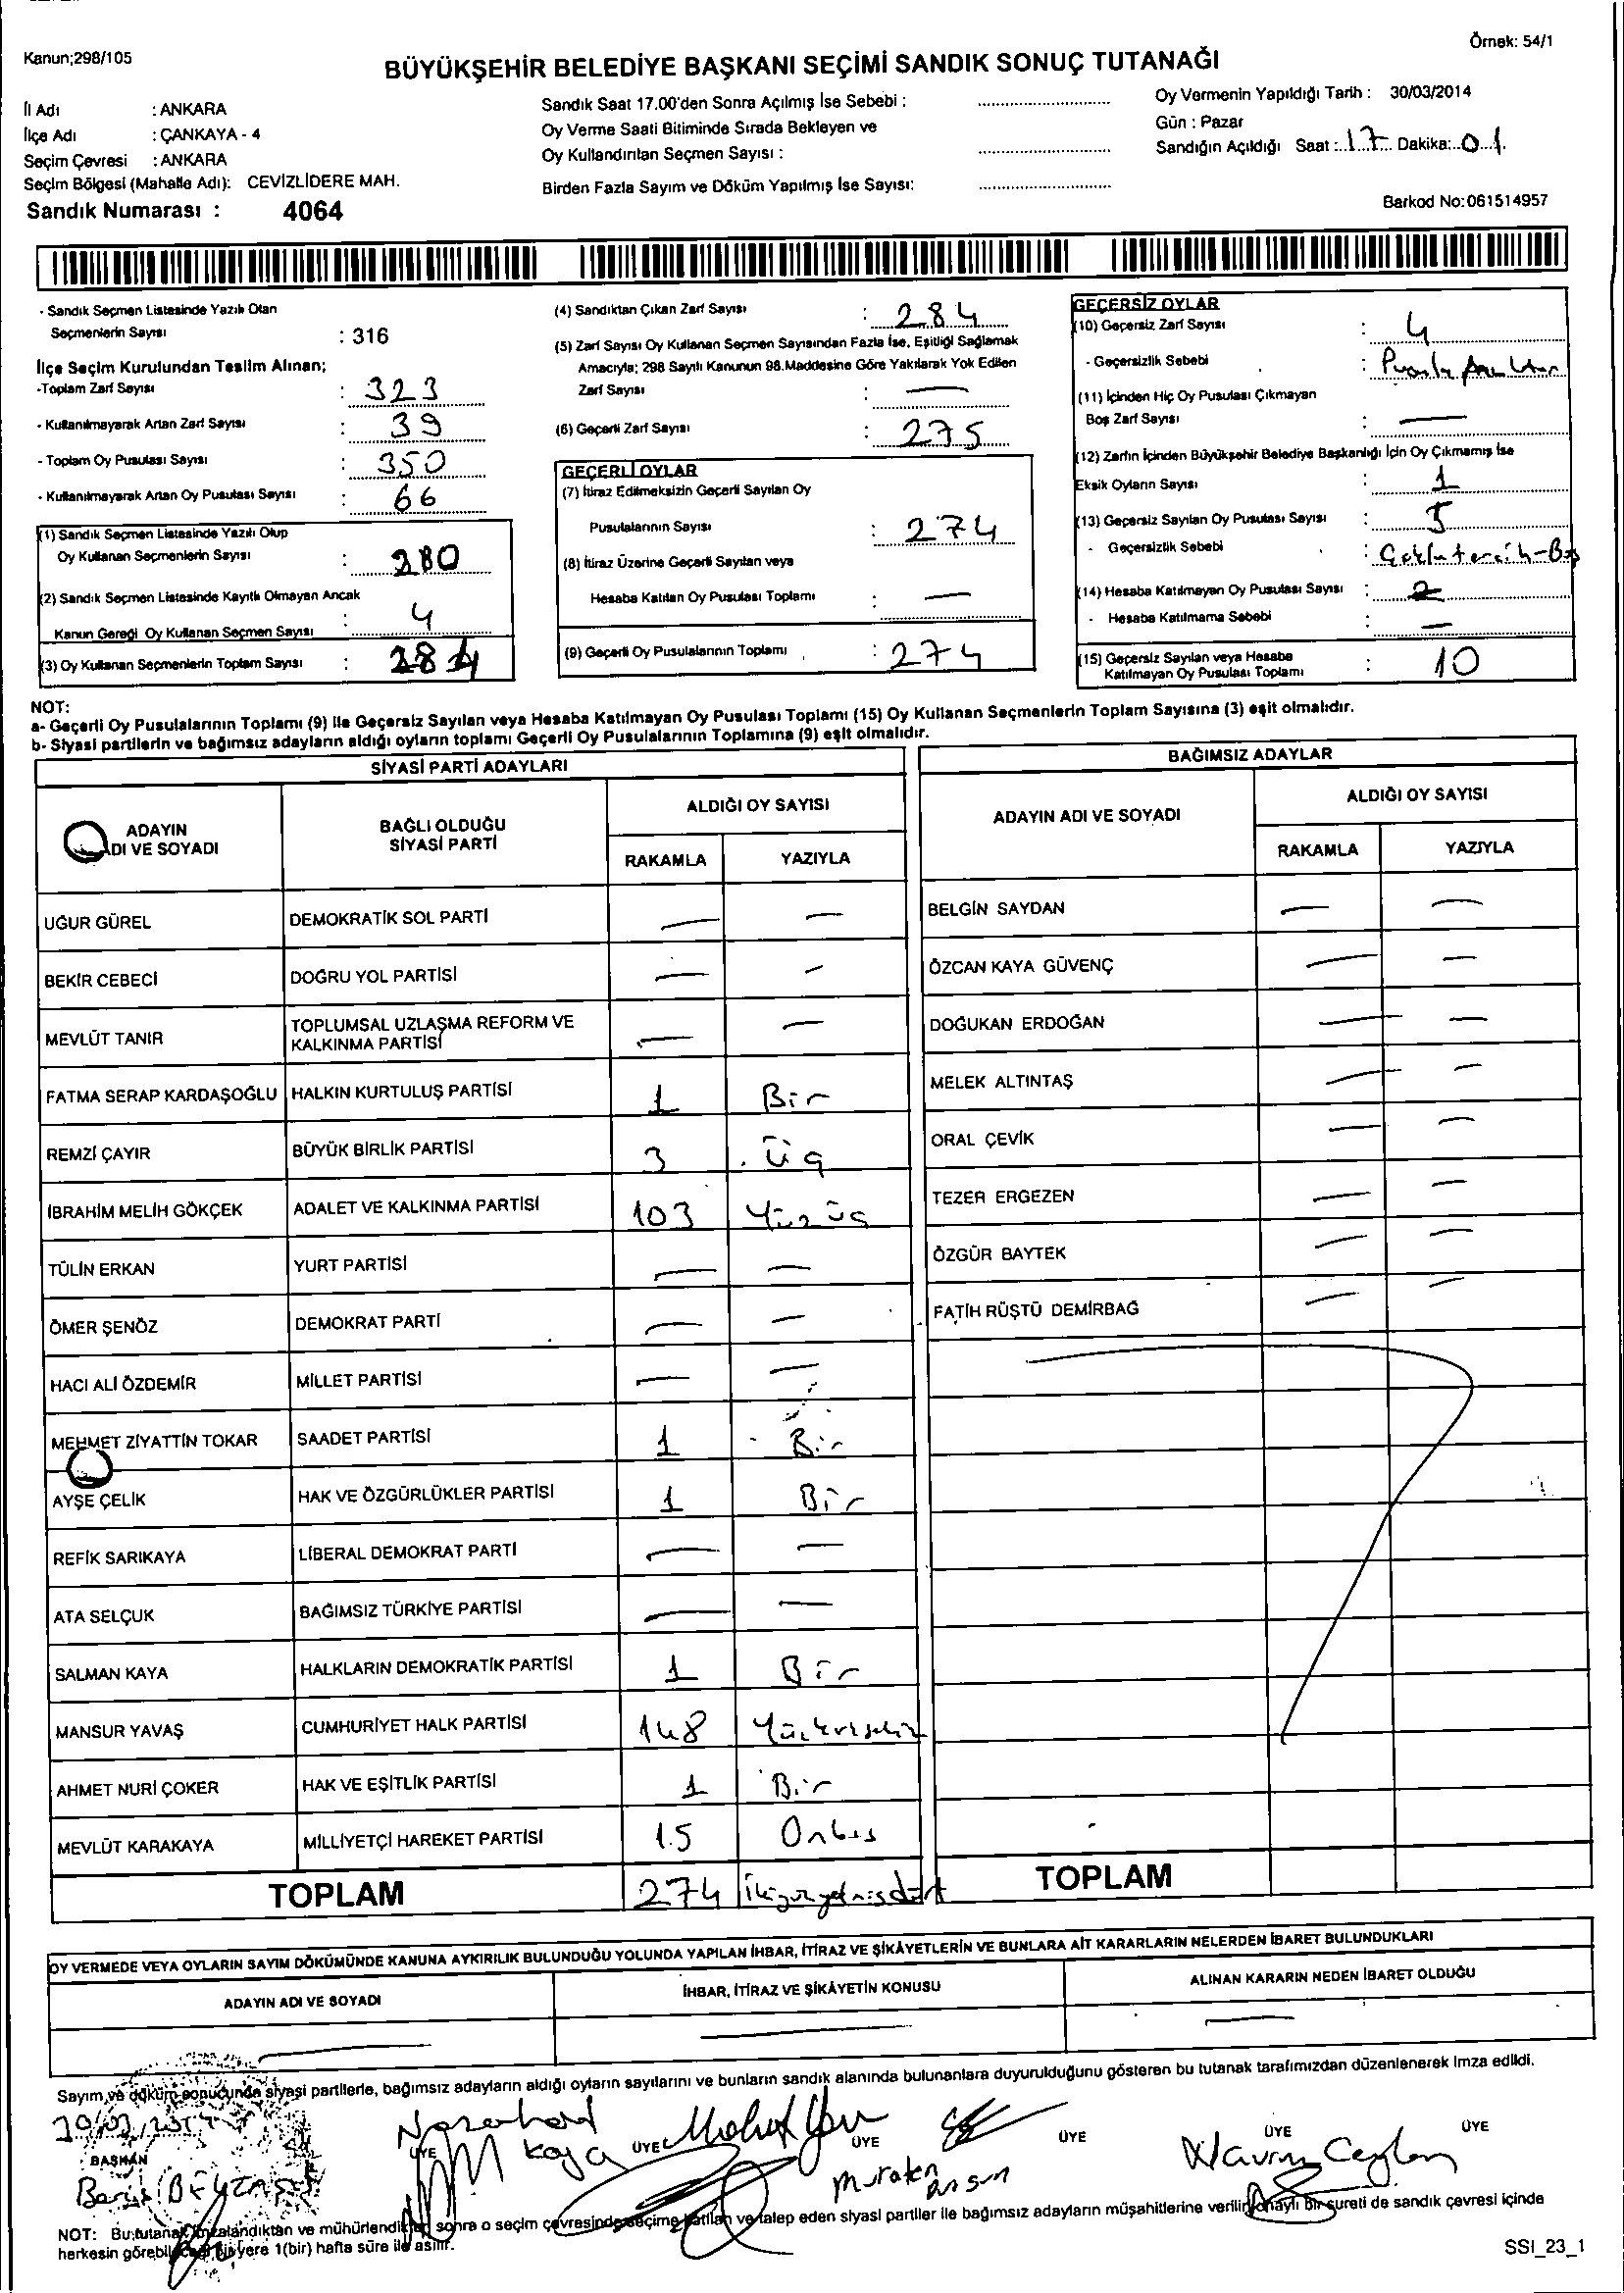 Kanun;298/105
Örnek: 54/1
BÜYÜKŞEHİR BELEDİYE BAŞKANI SEÇİMİ SANDIK SONUÇ TUTANAĞI
İl Adı : ANKARA
İlçe Adı : ÇANKAYA - 4
Seçim Çevresi : ANKARA
Seçim Bölgesi (Mahalle Adı): CEVİZLİDERE MAH.
Sandık Numarası : 4064
Sandık Saat 17.00'den Sonra Açılmış İse Sebebi :
Oy Verme Saati Bitiminde Sırada Bekleyen ve
Oy Kullandırılan Seçmen Sayısı :
Birden Fazla Sayım ve Döküm Yapılmış İse Sayısı:
Oy Vermenin Yapıldığı Tarih : 30/03/2014
Gün : Pazar
Sandığın Açıldığı Saat : 17 Dakika: 01
Barkod No:061514957
- Sandık Seçmen Listesinde Yazılı Olan
Seçmenlerin Sayısı : 316
İlçe Seçim Kurulundan Teslim Alınan;
-Toplam Zarf Sayısı : 323
- Kullanılmayarak Artan Zarf Sayısı : 39
- Toplam Oy Pusulası Sayısı : 350
- Kullanılmayarak Artan Oy Pusulası Sayısı : 66
(1) Sandık Seçmen Listesinde Yazılı Olup
Oy Kullanan Seçmenlerin Sayısı : 280
(2) Sandık Seçmen Listesinde Kayıtlı Olmayan Ancak
Kanun Gereği Oy Kullanan Seçmen Sayısı : 4
(3) Oy Kullanan Seçmenlerin Toplam Sayısı : 284
(4) Sandıktan Çıkan Zarf Sayısı : 284
(5) Zarf Sayısı Oy Kullanan Seçmen Sayısından Fazla İse, Eşitliği Sağlamak
Amacıyla; 298 Sayılı Kanunun 98.Maddesine Göre Yakılarak Yok Edilen
Zarf Sayısı : —
(6) Geçerli Zarf Sayısı : 275
GEÇERLİ OYLAR
(7) İtiraz Edilmeksizin Geçerli Sayılan Oy
Pusulalarının Sayısı : 274
(8) İtiraz Üzerine Geçerli Sayılan veya
Hesaba Katılan Oy Pusulası Toplamı : —
(9) Geçerli Oy Pusulalarının Toplamı : 274
GEÇERSİZ OYLAR
(10) Geçersiz Zarf Sayısı : 4
- Geçersizlik Sebebi :
(11) İçinden Hiç Oy Pusulası Çıkmayan
Boş Zarf Sayısı : —
(12) Zarfın İçinden Büyükşehir Belediye Başkanlığı İçin Oy Çıkmamış İse
Eksik Oyların Sayısı : 1
(13) Geçersiz Sayılan Oy Pusulası Sayısı : 5
- Geçersizlik Sebebi : Çoklu tercih-Boş
(14) Hesaba Katılmayan Oy Pusulası Sayısı : 2
- Hesaba Katılmama Sebebi : —
(15) Geçersiz Sayılan veya Hesaba
Katılmayan Oy Pusulası Toplamı : 10
NOT:
a- Geçerli Oy Pusulalarının Toplamı (9) ile Geçersiz Sayılan veya Hesaba Katılmayan Oy Pusulası Toplamı (15) Oy Kullanan Seçmenlerin Toplam Sayısına (3) eşit olmalıdır.
b- Siyasi partilerin ve bağımsız adayların aldığı oyların toplamı Geçerli Oy Pusulalarının Toplamına (9) eşit olmalıdır.
SİYASİ PARTİ ADAYLARI
ADAYIN ADI VE SOYADI BAĞLI OLDUĞU SİYASİ PARTİ ALDIĞI OY SAYISI
RAKAMLA YAZIYLA
UĞUR GÜREL DEMOKRATİK SOL PARTİ — —
BEKİR CEBECİ DOĞRU YOL PARTİSİ — —
MEVLÜT TANIR TOPLUMSAL UZLAŞMA REFORM VE KALKINMA PARTİSİ — —
FATMA SERAP KARDAŞOĞLU HALKIN KURTULUŞ PARTİSİ 1 Bir
REMZİ ÇAYIR BÜYÜK BİRLİK PARTİSİ 3 Üç
İBRAHİM MELİH GÖKÇEK ADALET VE KALKINMA PARTİSİ 103 Yüzüç
TÜLİN ERKAN YURT PARTİSİ — —
ÖMER ŞENÖZ DEMOKRAT PARTİ — —
HACI ALİ ÖZDEMİR MİLLET PARTİSİ — —
MEHMET ZİYATTİN TOKAR SAADET PARTİSİ 1 Bir
AYŞE ÇELİK HAK VE ÖZGÜRLÜKLER PARTİSİ 1 Bir
REFİK SARIKAYA LİBERAL DEMOKRAT PARTİ — —
ATA SELÇUK BAĞIMSIZ TÜRKİYE PARTİSİ — —
SALMAN KAYA HALKLARIN DEMOKRATİK PARTİSİ 1 Bir
MANSUR YAVAŞ CUMHURİYET HALK PARTİSİ 148 Yüzkırksekiz
AHMET NURİ ÇOKER HAK VE EŞİTLİK PARTİSİ 1 Bir
MEVLÜT KARAKAYA MİLLİYETÇİ HAREKET PARTİSİ 15 Onbeş
TOPLAM 274 İkiyüzyetmişdört
BAĞIMSIZ ADAYLAR
ADAYIN ADI VE SOYADI ALDIĞI OY SAYISI
RAKAMLA YAZIYLA
BELGİN SAYDAN — —
ÖZCAN KAYA GÜVENÇ — —
DOĞUKAN ERDOĞAN — —
MELEK ALTINTAŞ — —
ORAL ÇEVİK — —
TEZER ERGEZEN — —
ÖZGÜR BAYTEK — —
FATİH RÜŞTÜ DEMİRBAĞ — —
TOPLAM
OY VERMEDE VEYA OYLARIN SAYIM DÖKÜMÜNDE KANUNA AYKIRILIK BULUNDUĞU YOLUNDA YAPILAN İHBAR, İTİRAZ VE ŞİKÂYETLERİN VE BUNLARA AİT KARARLARIN NELERDEN İBARET BULUNDUKLARI
ADAYIN ADI VE SOYADI İHBAR, İTİRAZ VE ŞİKÂYETİN KONUSU ALINAN KARARIN NEDEN İBARET OLDUĞU
— — —
Sayım ve döküm sonucunda siyasi partilerle, bağımsız adayların aldığı oyların sayılarını ve bunların sandık alanında bulunanlara duyurulduğunu gösteren bu tutanak tarafımızdan düzenlenerek imza edildi.
30/03/2014
BAŞKAN ÜYE ÜYE ÜYE ÜYE ÜYE ÜYE
Kaya
NOT: Bu tutanak imzalandıktan ve mühürlendikten sonra o seçim çevresinde seçime katılan ve talep eden siyasi partiler ile bağımsız adayların müşahitlerine verilir, onaylı bir sureti de sandık çevresi içinde
herkesin görebileceği bir yere 1(bir) hafta süre ile asılır.
SSI_23_1